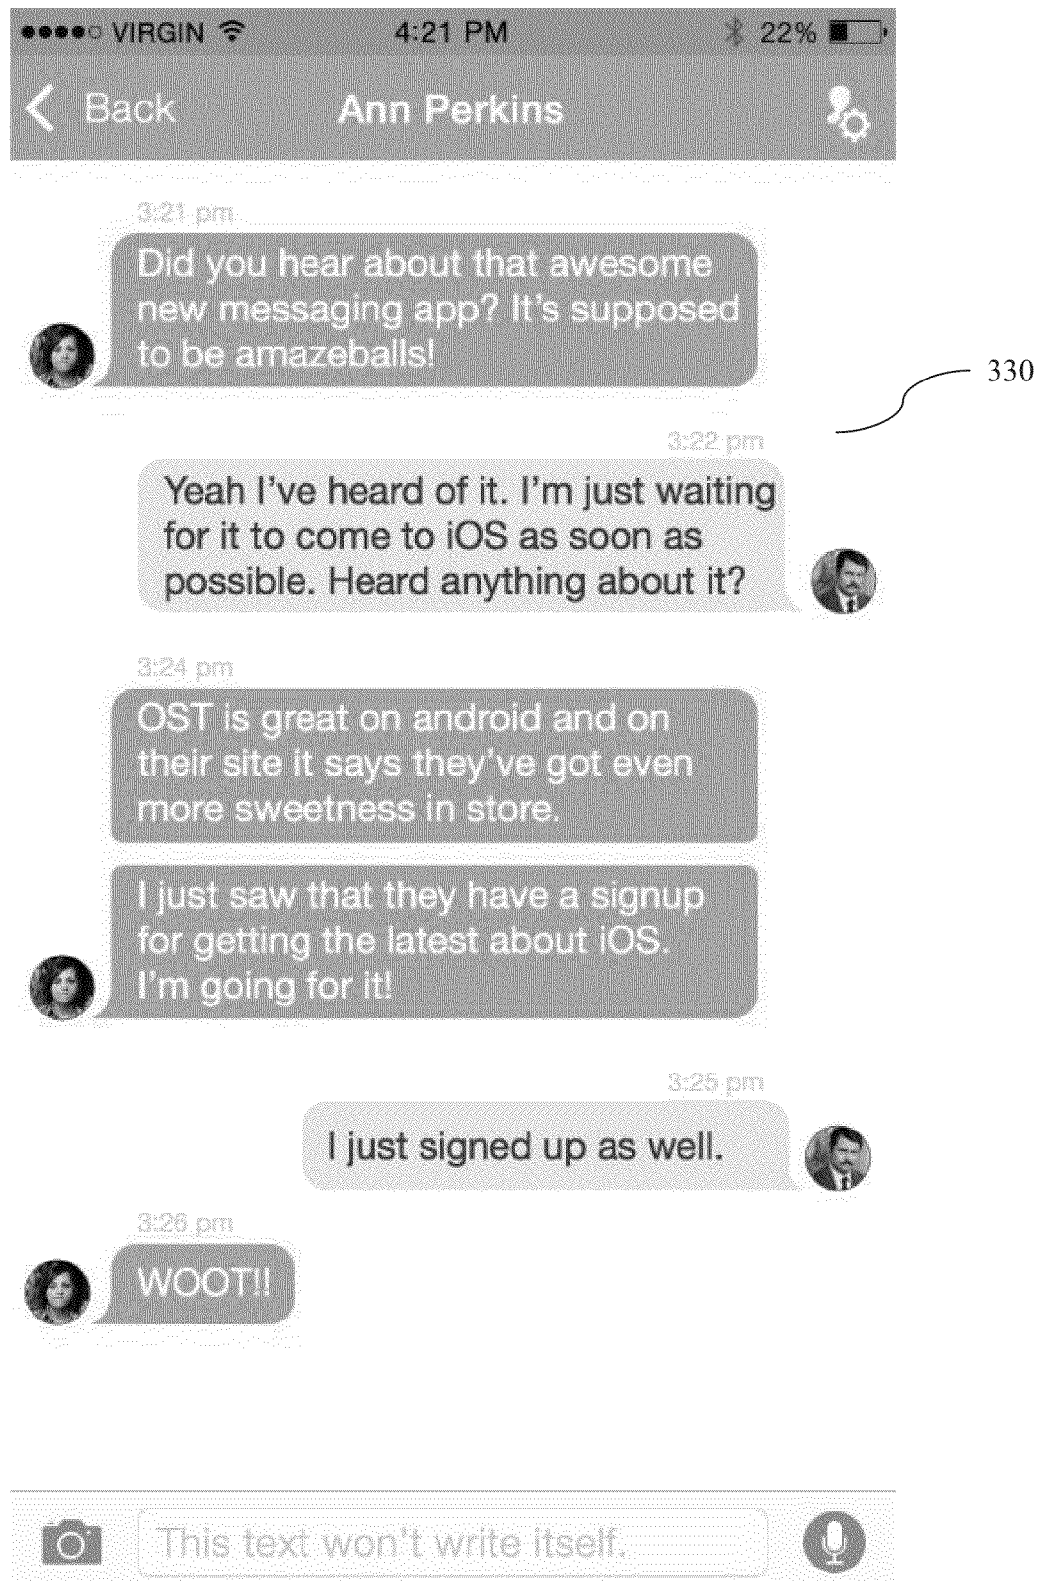 VIRGIN 4:21 PM 22%
Back Ann Perkins
3:21 pm
Did you hear about that awesome
new messaging app? It's supposed
to be amazeballs!
330
3:22 pm
Yeah I've heard of it. I'm just waiting
for it to come to iOS as soon as
possible. Heard anything about it?
3:24 pm
OST is great on android and on
their site it says they've got even
more sweetness in store.
I just saw that they have a signup
for getting the latest about iOS.
I'm going for it!
3:25 pm
I just signed up as well.
3:26 pm
WOOT!!
This text won't write itself.